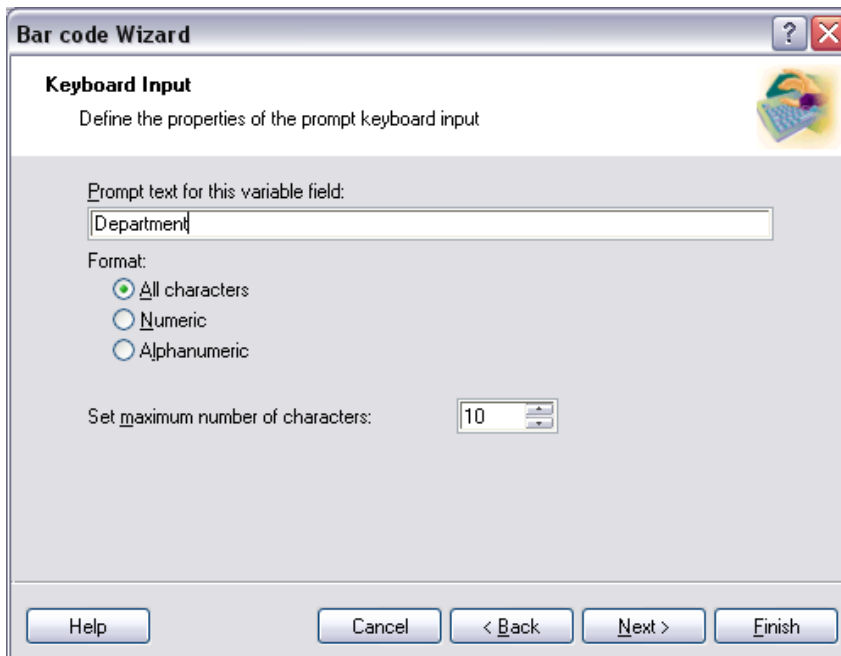 Bar code Wizard ?
Keyboard Input
Define the properties of the prompt keyboard input
Prompt text for this variable field:
Department
Format:
All characters
Numeric
Alphanumeric
Set maximum number of characters: 10
Help Cancel < Back Next > Finish